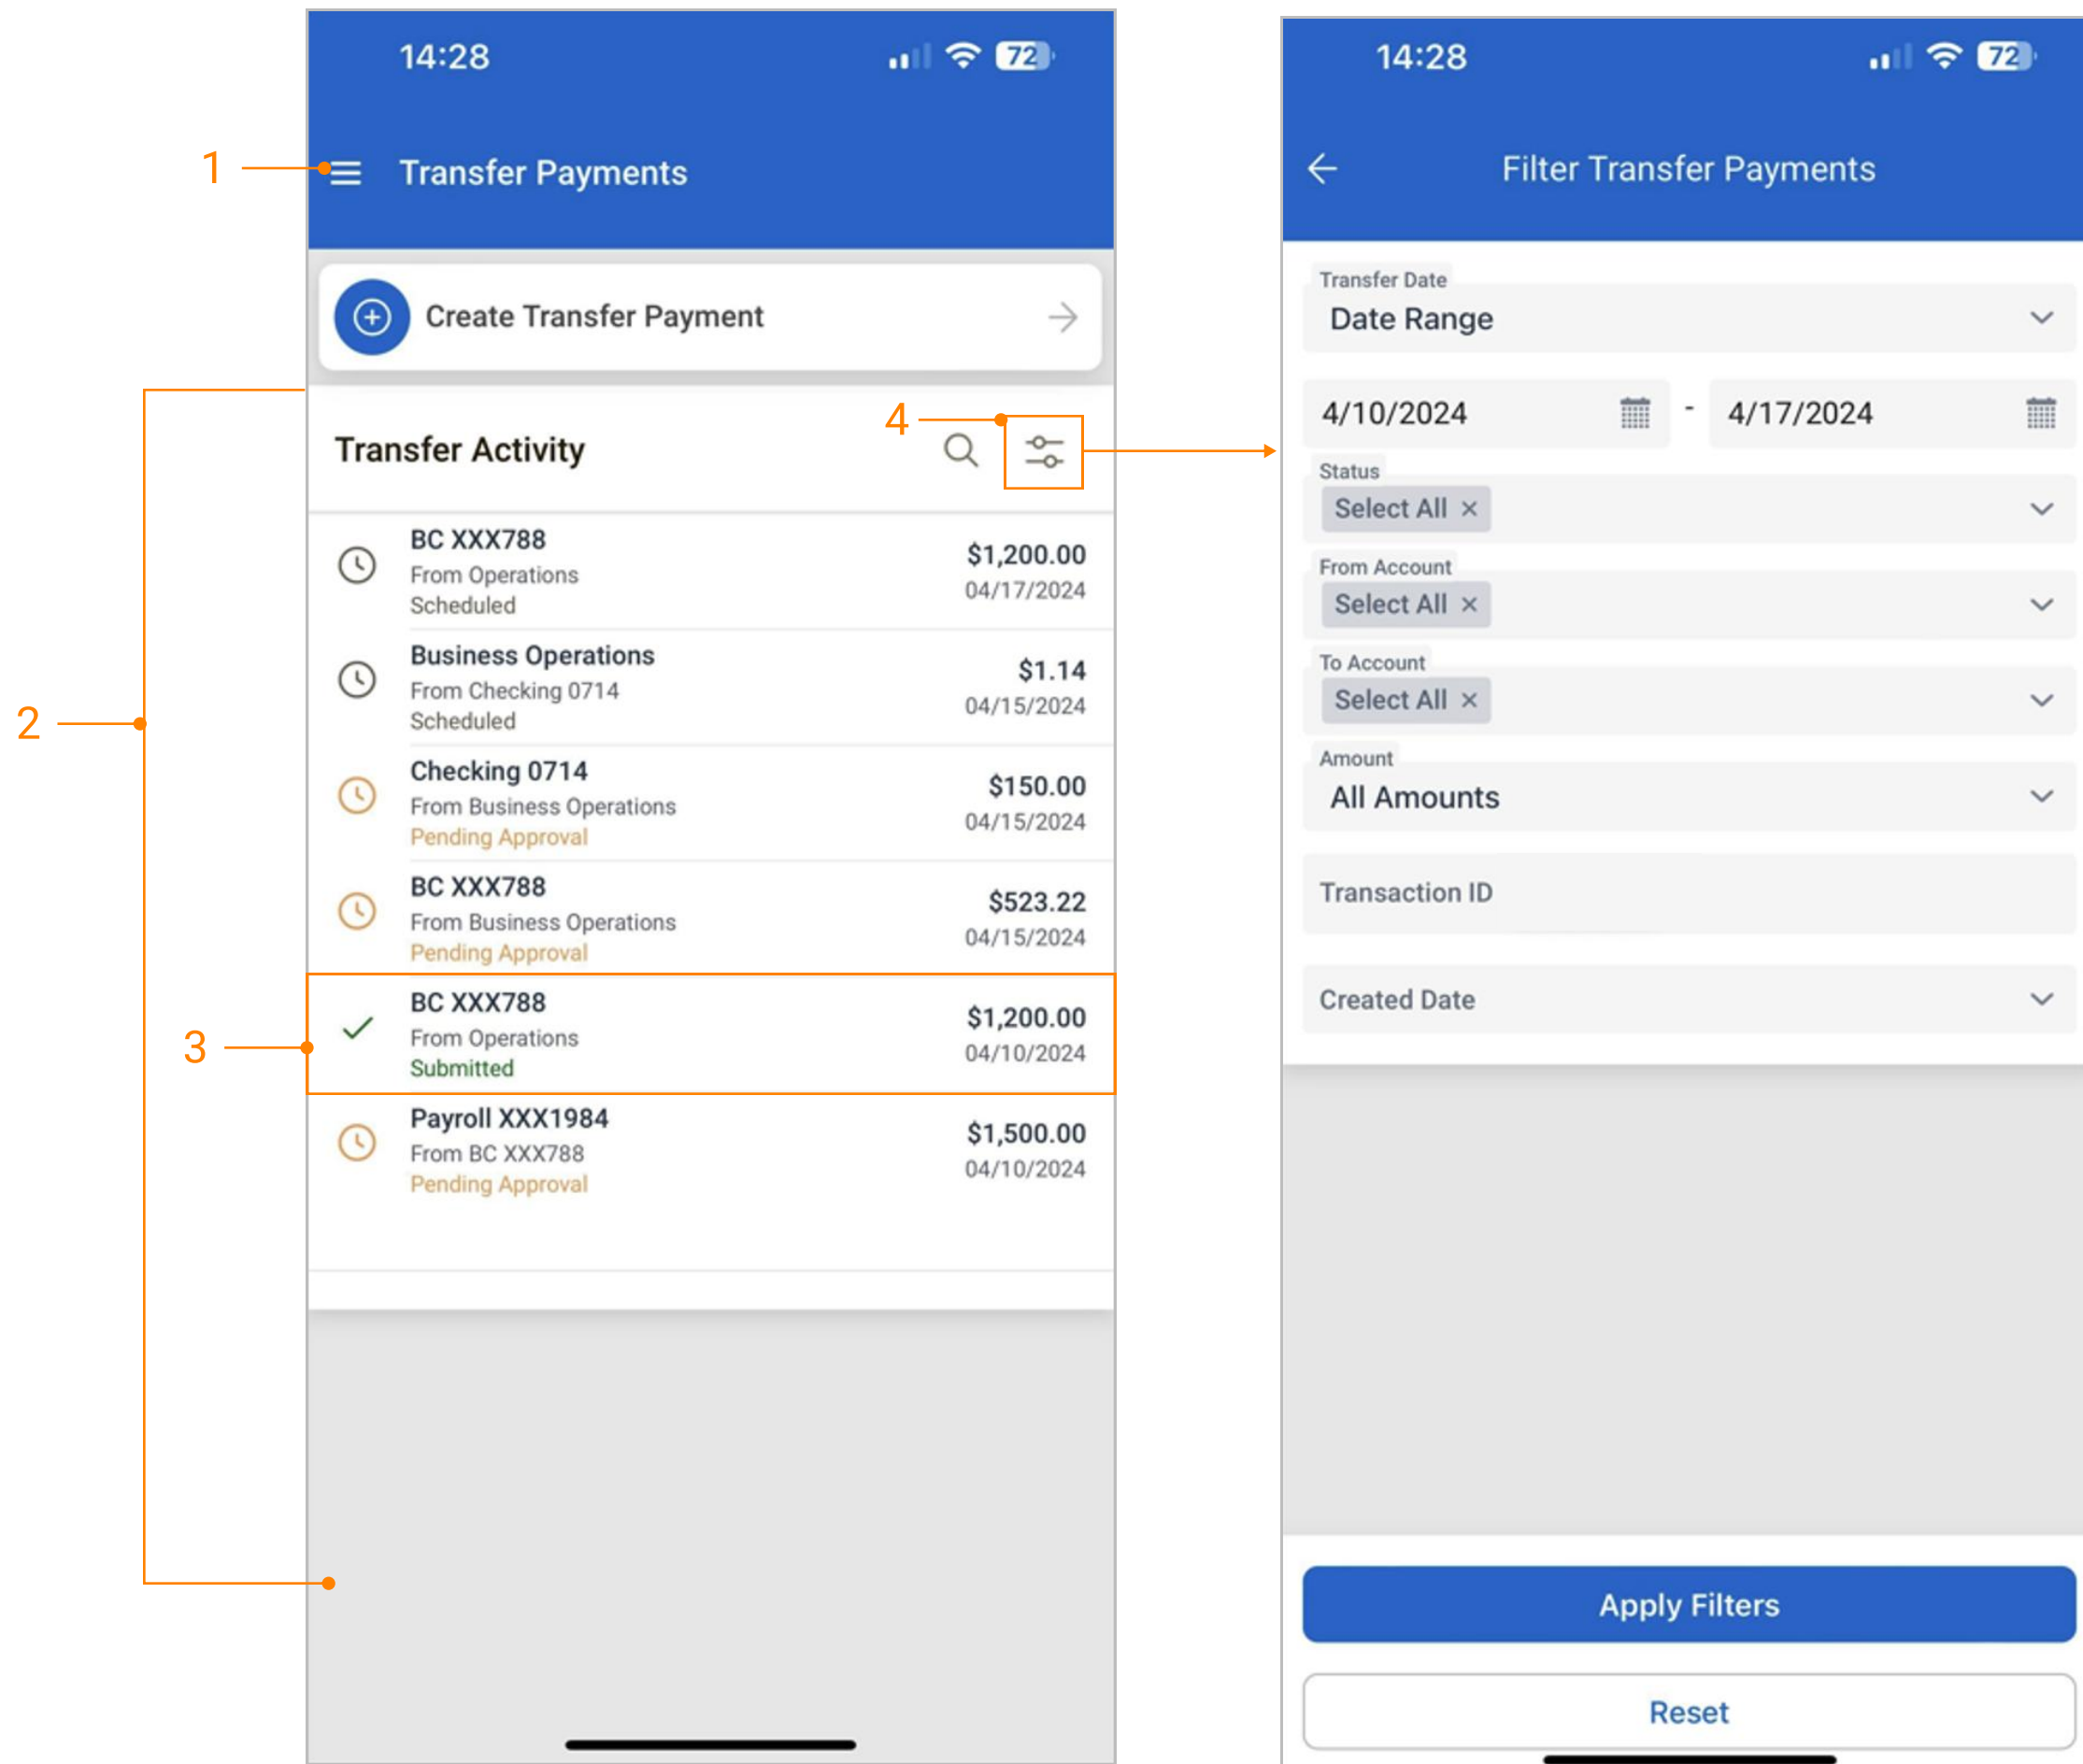 14:28
72
1
Transfer Payments
Create Transfer Payment
2
Transfer Activity
4
BC XXX788
From Operations
Scheduled
$1,200.00
04/17/2024
Business Operations
From Checking 0714
Scheduled
$1.14
04/15/2024
Checking 0714
From Business Operations
Pending Approval
$150.00
04/15/2024
BC XXX788
From Business Operations
Pending Approval
$523.22
04/15/2024
3
BC XXX788
From Operations
Submitted
$1,200.00
04/10/2024
Payroll XXX1984
From BC XXX788
Pending Approval
$1,500.00
04/10/2024
14:28
72
Filter Transfer Payments
Transfer Date
Date Range
4/10/2024 - 4/17/2024
Status
Select All ×
From Account
Select All ×
To Account
Select All ×
Amount
All Amounts
Transaction ID
Created Date
Apply Filters
Reset